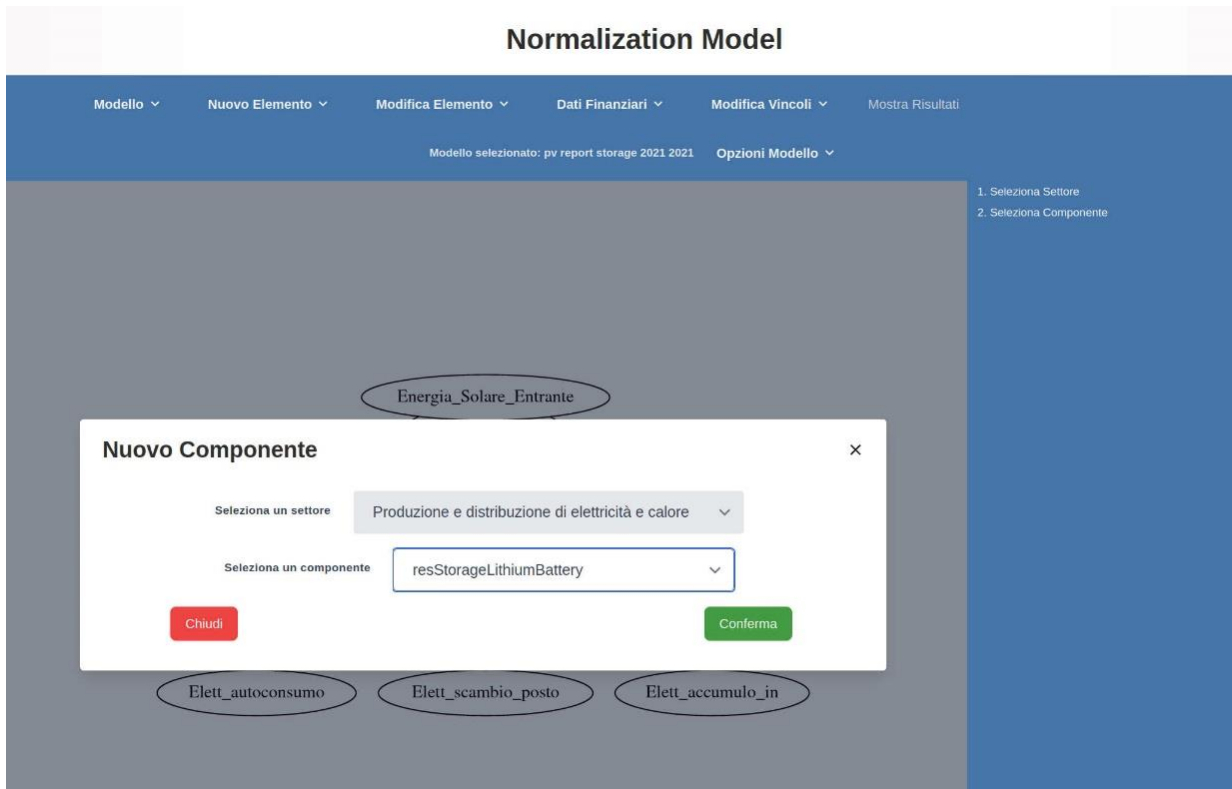 Normalization Model
Modello Nuovo Elemento Modifica Elemento Dati Finanziari Modifica Vincoli Mostra Risultati
Modello selezionato: pv report storage 2021 2021 Opzioni Modello
1. Seleziona Settore
2. Seleziona Componente
Energia_Solare_Entrante
Nuovo Componente ×
Seleziona un settore Produzione e distribuzione di elettricità e calore
Seleziona un componente resStorageLithiumBattery
Chiudi Conferma
Elett_autoconsumo Elett_scambio_posto Elett_accumulo_in